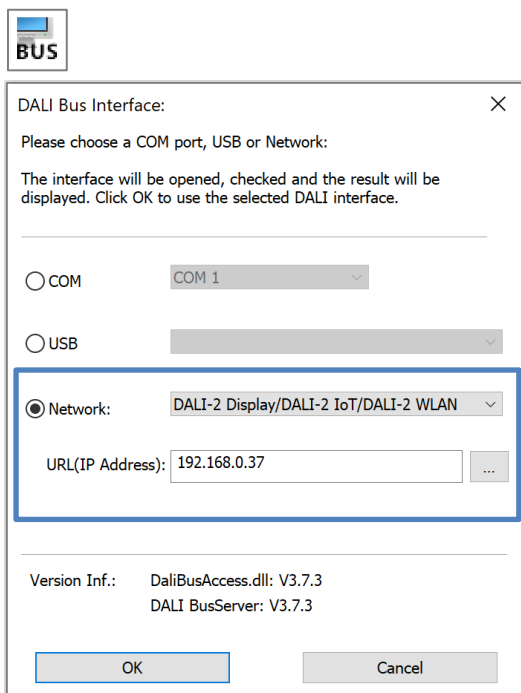 BUS
DALI Bus Interface:
Please choose a COM port, USB or Network:
The interface will be opened, checked and the result will be
displayed. Click OK to use the selected DALI interface.
COM
COM 1
USB
Network:
DALI-2 Display/DALI-2 IoT/DALI-2 WLAN
URL(IP Address):
192.168.0.37
...
Version Inf.:
DaliBusAccess.dll: V3.7.3
DALI BusServer: V3.7.3
OK
Cancel